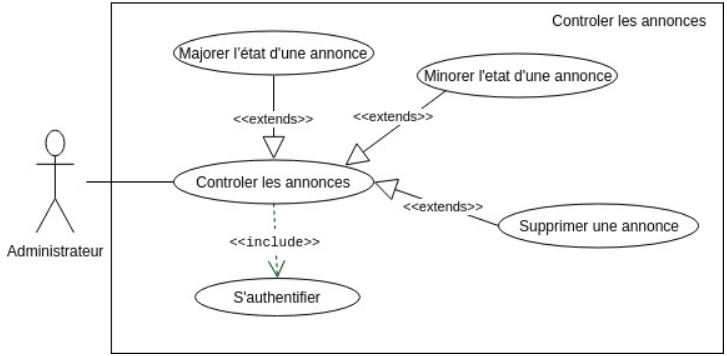 Controler les annonces
Majorer l'état d'une annonce
Minorer l'etat d'une annonce
<<extends>>
<<extends>>
Controler les annonces
<<extends>>
Supprimer une annonce
<<include>>
Administrateur
S'authentifier